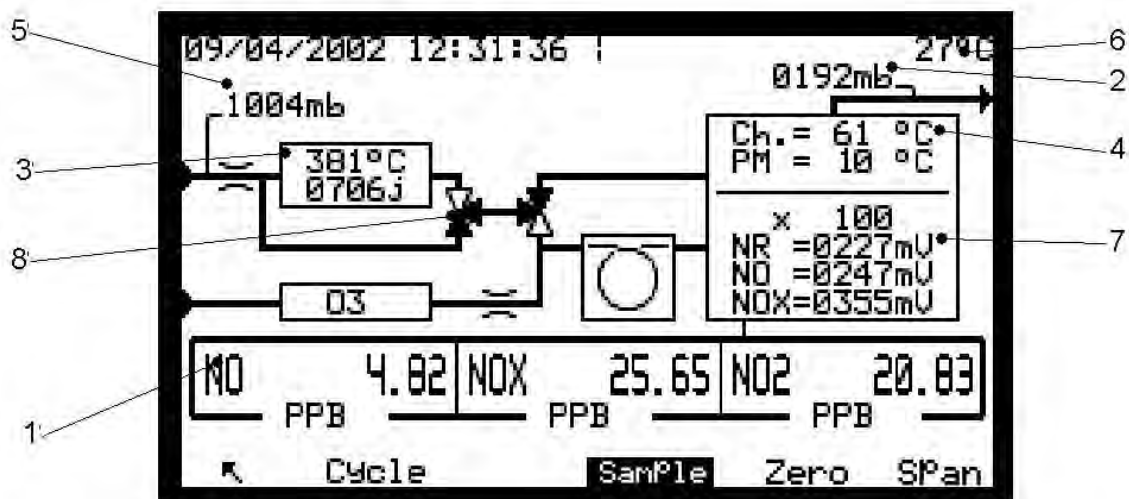 5
09/04/2002 12:31:36
27°C
6
0192mb
2
1004mb
3
381°C
0706j
Ch.= 61 °C
PM = 10 °C
4
8
x 100
NR =0227mV
NO =0247mV
NOX=0355mV
7
O3
1
NO 4.82 NOX 25.65 NO2 20.83
PPB PPB PPB
Cycle Sample Zero Span